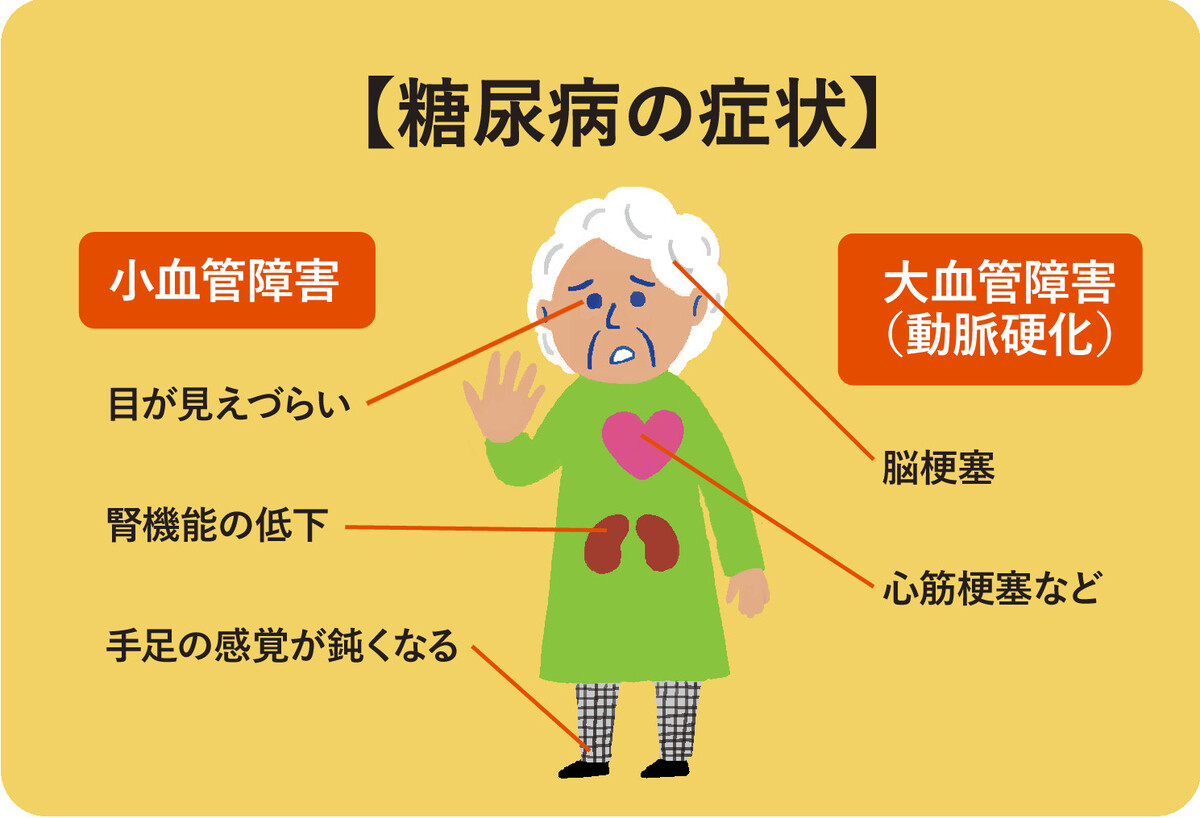 【糖尿病の症状】
小血管障害
目が見えづらい
腎機能の低下
手足の感覚が鈍くなる
大血管障害
（動脈硬化）
脳梗塞
心筋梗塞など